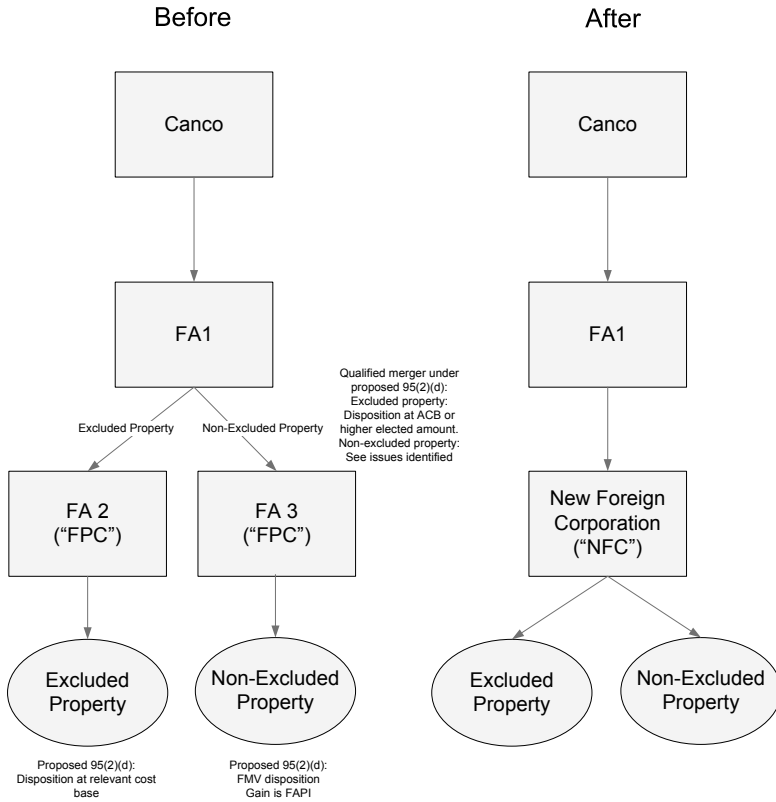 Before
After
Canco
Canco
FA1
FA1
Qualified merger under
proposed 95(2)(d):
Excluded property:
Disposition at ACB or
higher elected amount.
Non-excluded property:
See issues identified
Excluded Property
Non-Excluded Property
FA 2
("FPC")
FA 3
("FPC")
New Foreign
Corporation
("NFC")
Excluded
Property
Non-Excluded
Property
Excluded
Property
Non-Excluded
Property
Proposed 95(2)(d):
Disposition at relevant cost
base
Proposed 95(2)(d):
FMV disposition
Gain is FAPI